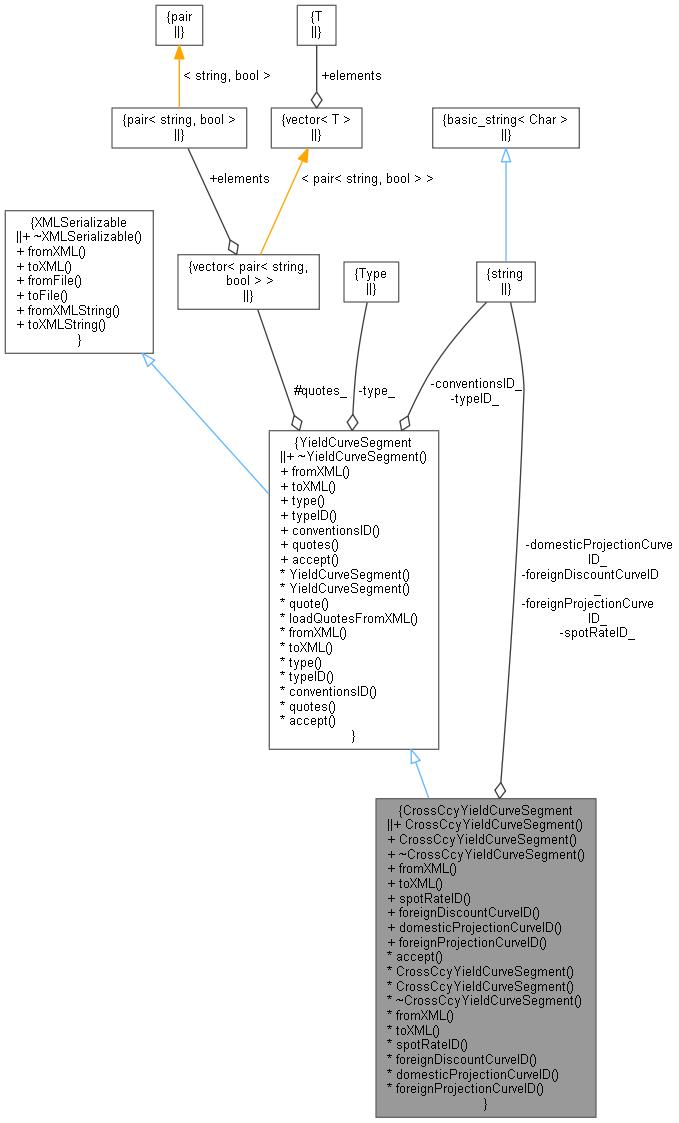 {pair
||}
{T
||}
< string, bool >
+elements
{pair< string, bool >
||}
{vector< T >
||}
{basic_string< Char >
||}
+elements
< pair< string, bool > >
{XMLSerializable
||+ ~XMLSerializable()
+ fromXML()
+ toXML()
+ fromFile()
+ toFile()
+ fromXMLString()
+ toXMLString()
}
{vector< pair< string,
bool > >
||}
{Type
||}
{string
||}
#quotes_
-type_
-conventionsID_
-typeID_
{YieldCurveSegment
||+ ~YieldCurveSegment()
+ fromXML()
+ toXML()
+ type()
+ typeID()
+ conventionsID()
+ quotes()
+ accept()
* YieldCurveSegment()
* YieldCurveSegment()
* quote()
* loadQuotesFromXML()
* fromXML()
* toXML()
* type()
* typeID()
* conventionsID()
* quotes()
* accept()
}
-domesticProjectionCurve
ID_
-foreignDiscountCurveID
_
-foreignProjectionCurve
ID_
-spotRateID_
{CrossCcyYieldCurveSegment
||+ CrossCcyYieldCurveSegment()
+ CrossCcyYieldCurveSegment()
+ ~CrossCcyYieldCurveSegment()
+ fromXML()
+ toXML()
+ spotRateID()
+ foreignDiscountCurveID()
+ domesticProjectionCurveID()
+ foreignProjectionCurveID()
* accept()
* CrossCcyYieldCurveSegment()
* CrossCcyYieldCurveSegment()
* ~CrossCcyYieldCurveSegment()
* fromXML()
* toXML()
* spotRateID()
* foreignDiscountCurveID()
* domesticProjectionCurveID()
* foreignProjectionCurveID()
}